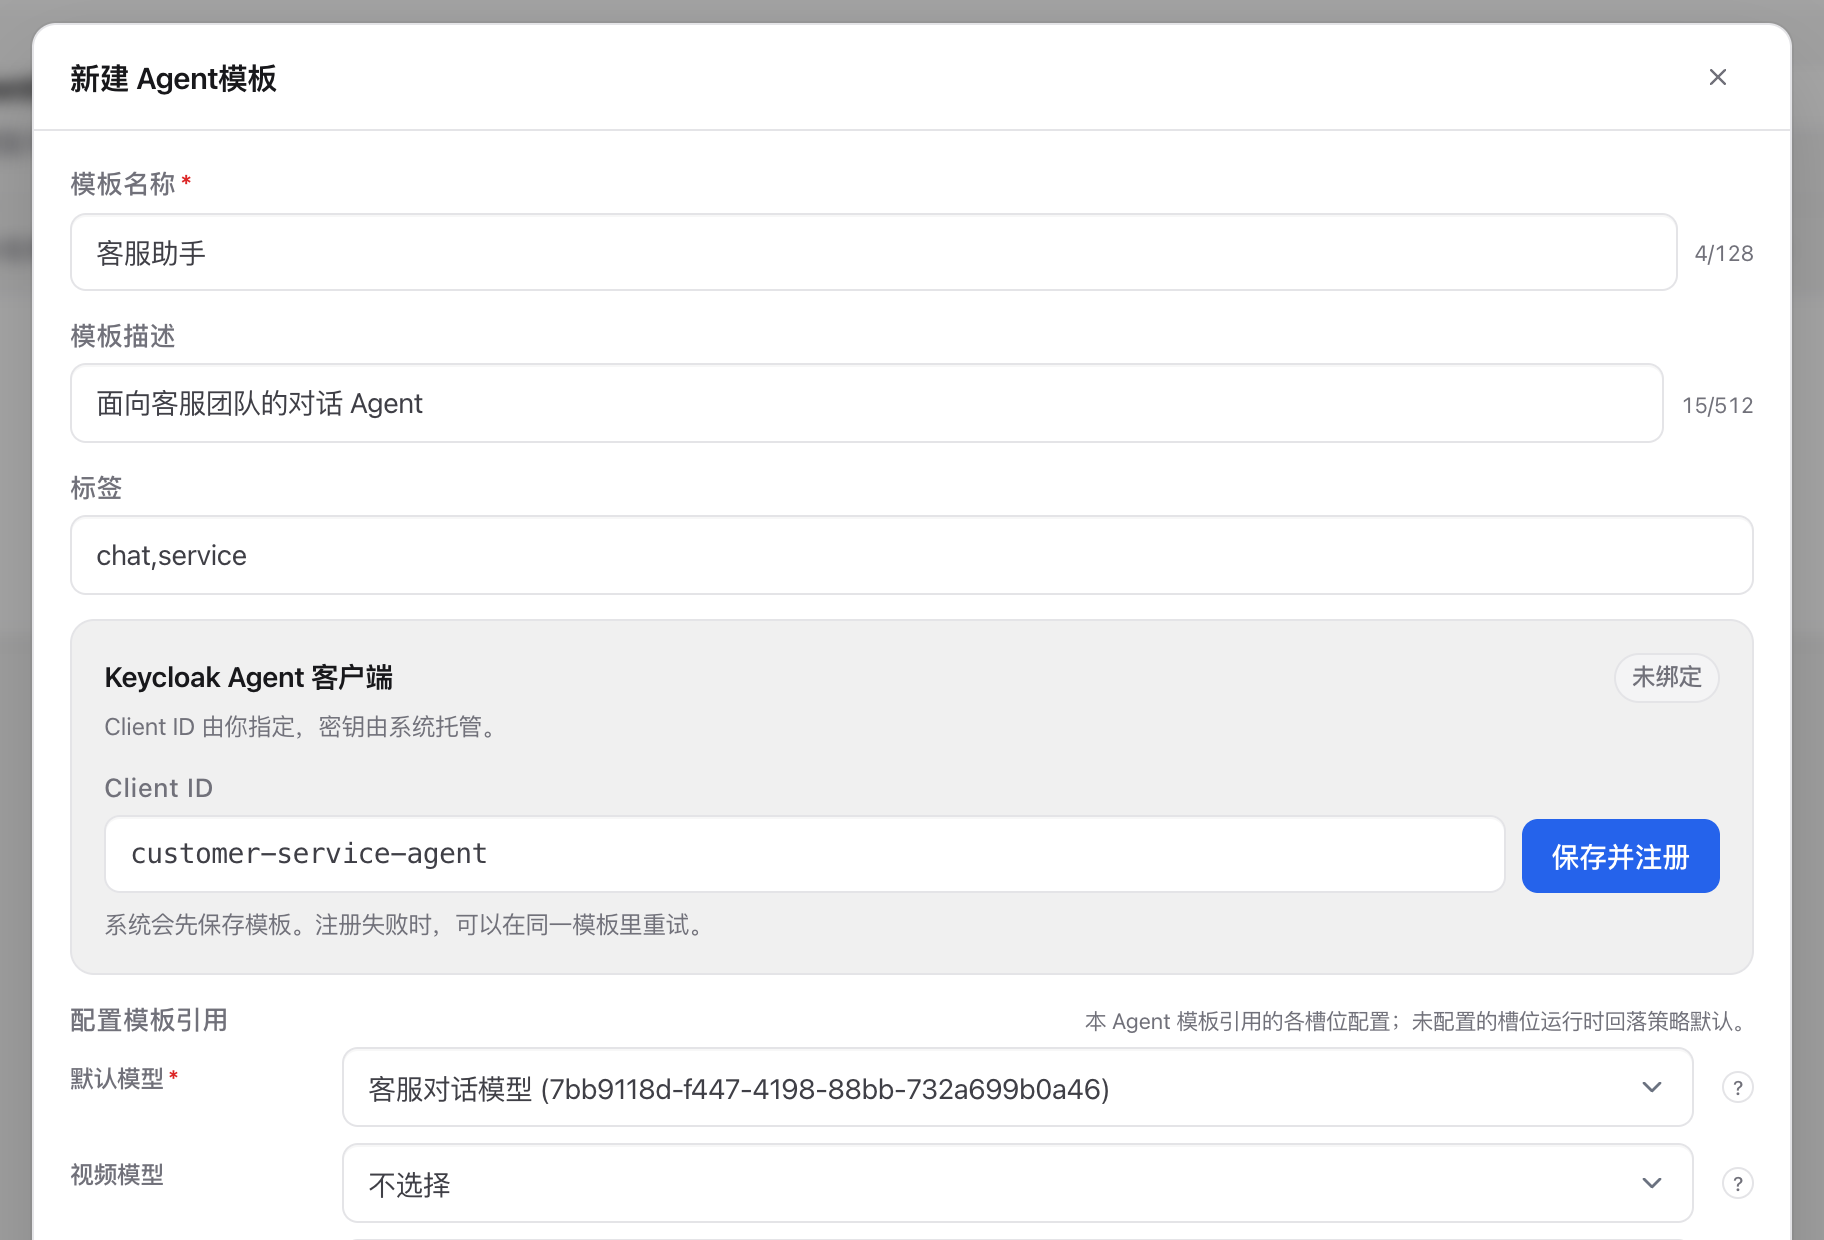 新建 Agent模板
模板名称*
客服助手
4/128
模板描述
面向客服团队的对话 Agent
15/512
标签
chat,service
Keycloak Agent 客户端
未绑定
Client ID 由你指定，密钥由系统托管。
Client ID
customer-service-agent
保存并注册
系统会先保存模板。注册失败时，可以在同一模板里重试。
配置模板引用
本 Agent 模板引用的各槽位配置；未配置的槽位运行时回落策略默认。
默认模型*
客服对话模型 (7bb9118d-f447-4198-88bb-732a699b0a46)
?
视频模型
不选择
?